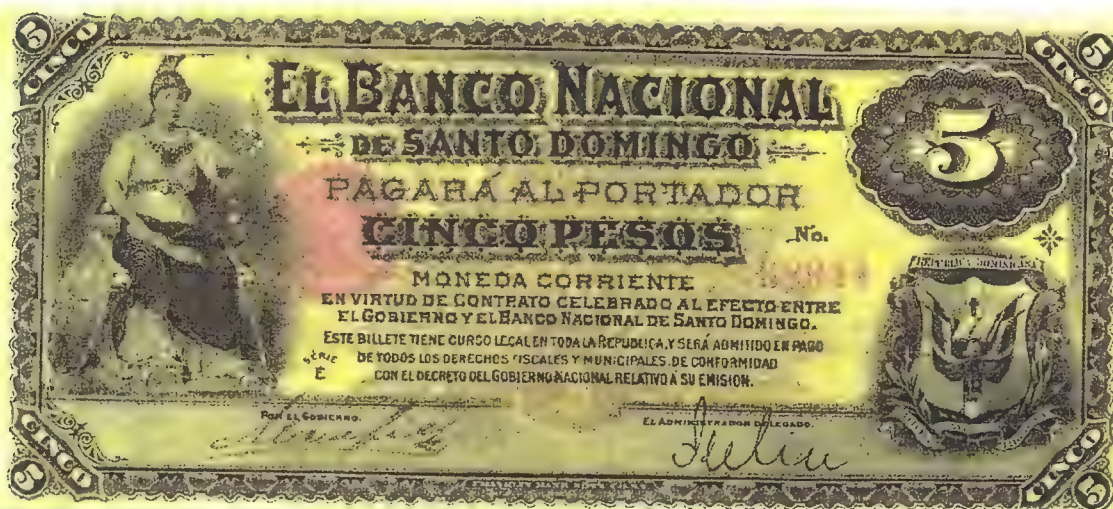 5 CINCO
CINCO 5
EL BANCO NACIONAL
DE SANTO DOMINGO
5
PAGARÁ AL PORTADOR
CINCO PESOS
No.
REPUBLICA DOMINICANA
MONEDA CORRIENTE
EN VIRTUD DE CONTRATO CELEBRADO AL EFECTO ENTRE
EL GOBIERNO Y EL BANCO NACIONAL DE SANTO DOMINGO.
ESTE BILLETE TIENE CURSO LEGAL EN TODA LA REPUBLICA, Y SERÁ ADMITIDO EN PAGO
SÉRIE
E
DE TODOS LOS DERECHOS FISCALES Y MUNICIPALES, DE CONFORMIDAD
CON EL DECRETO DEL GOBIERNO NACIONAL RELATIVO Á SU EMISION.
POR EL GOBIERNO.
EL ADMINISTRADOR DELEGADO.
CINCO 5
CINCO 5